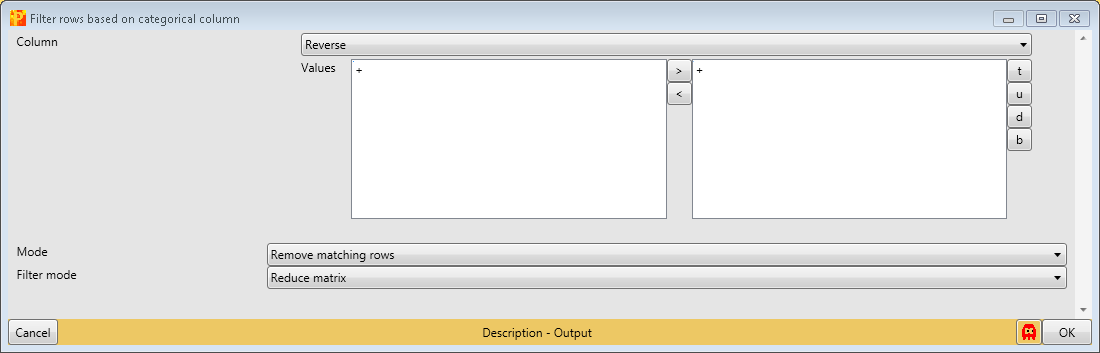 Filter rows based on categorical column
Column
Reverse
Values
+
>
<
+
t
u
d
b
Mode
Remove matching rows
Filter mode
Reduce matrix
Cancel
Description - Output
OK